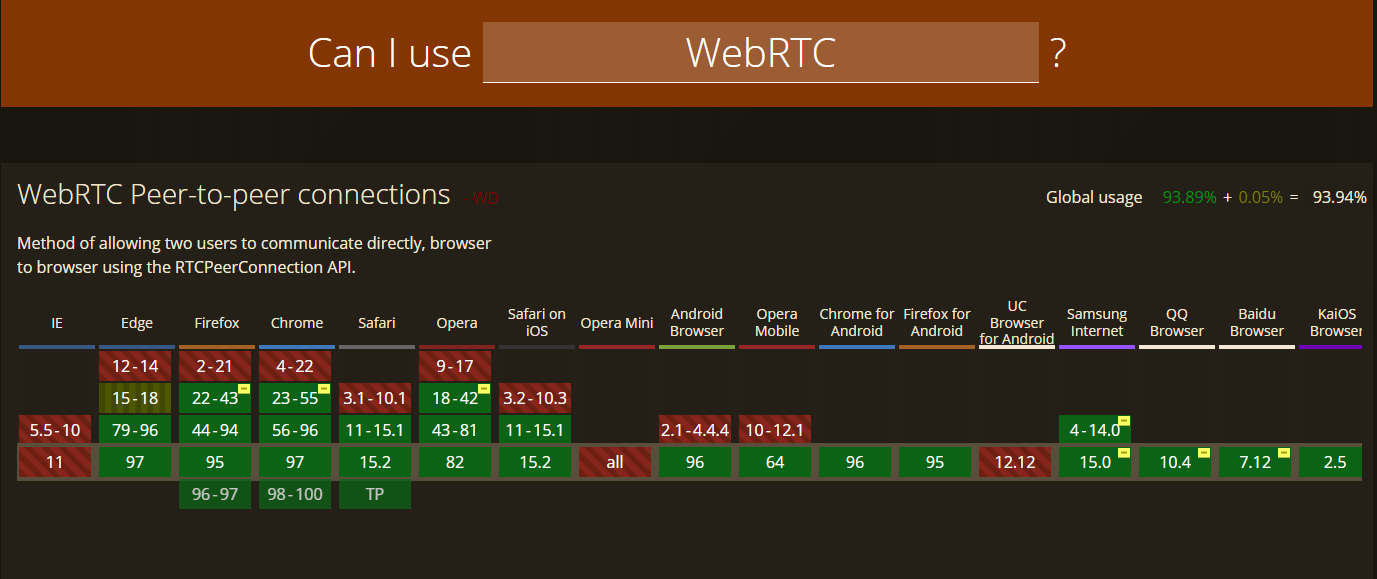 Can I use WebRTC ?
WebRTC Peer-to-peer connections WD
Global usage 93.89% + 0.05% = 93.94%
Method of allowing two users to communicate directly, browser
to browser using the RTCPeerConnection API.
IE Edge Firefox Chrome Safari Opera Safari on iOS Opera Mini Android Browser Opera Mobile Chrome for Android Firefox for Android UC Browser for Android Samsung Internet QQ Browser Baidu Browser KaiOS Browser
12-14 2-21 4-22 9-17
15-18 22-43 23-55 3.1-10.1 18-42 3.2-10.3
5.5-10 79-96 44-94 56-96 11-15.1 43-81 11-15.1 2.1-4.4.4 10-12.1 4-14.0
11 97 95 97 15.2 82 15.2 all 96 64 96 95 12.12 15.0 10.4 7.12 2.5
96-97 98-100 TP